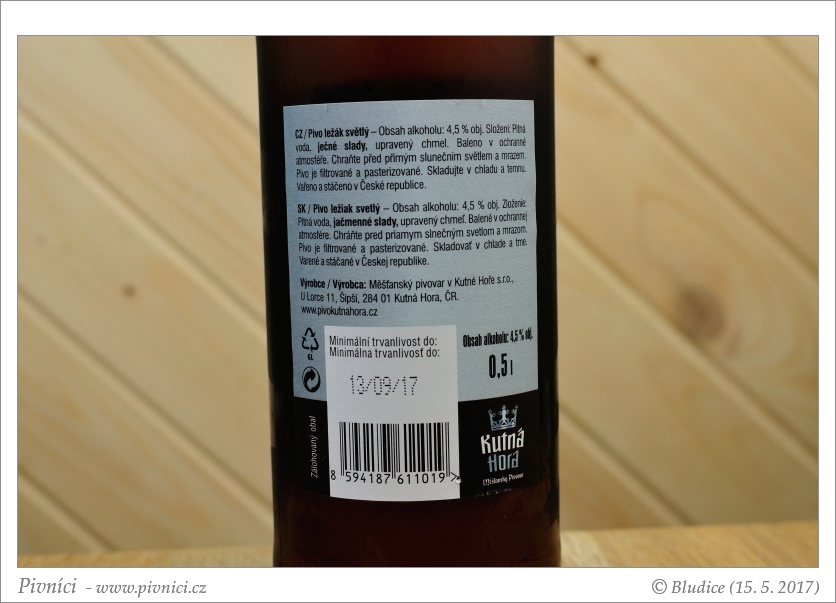 CZ / Pivo ležák světlý – Obsah alkoholu: 4,5 % obj. Složení: Pitná
voda, ječné slady, upravený chmel. Baleno v ochranné
atmosféře. Chraňte před přímým slunečním světlem a mrazem.
Pivo je filtrované a pasterizované. Skladujte v chladu a temnu.
Vařeno a stáčeno v České republice.
SK / Pivo ležiak svetlý – Obsah alkoholu: 4,5 % obj. Zloženie:
Pitná voda, jačmenné slady, upravený chmeľ. Balené v ochrannej
atmosfére. Chráňte pred priamym slnečným svetlom a mrazom.
Pivo je filtrované a pasterizované. Skladovať v chlade a tme.
Varené a stáčané v Českej republike.
Výrobce / Výrobca: Měšťanský pivovar v Kutné Hoře s.r.o.,
U Lorce 11, Šipší, 284 01 Kutná Hora, ČR.
www.pivokutnahora.cz
GL
Minimální trvanlivost do:
Minimálna trvanlivosť do:
13/09/17
Obsah alkoholu: 4,5 % obj.
0,5 l
Zálohovaný obal
8 594187 611019 >
Kutná
Hora
Měšťanský Pivovar
Pivníci - www.pivnici.cz
© Bludice (15. 5. 2017)